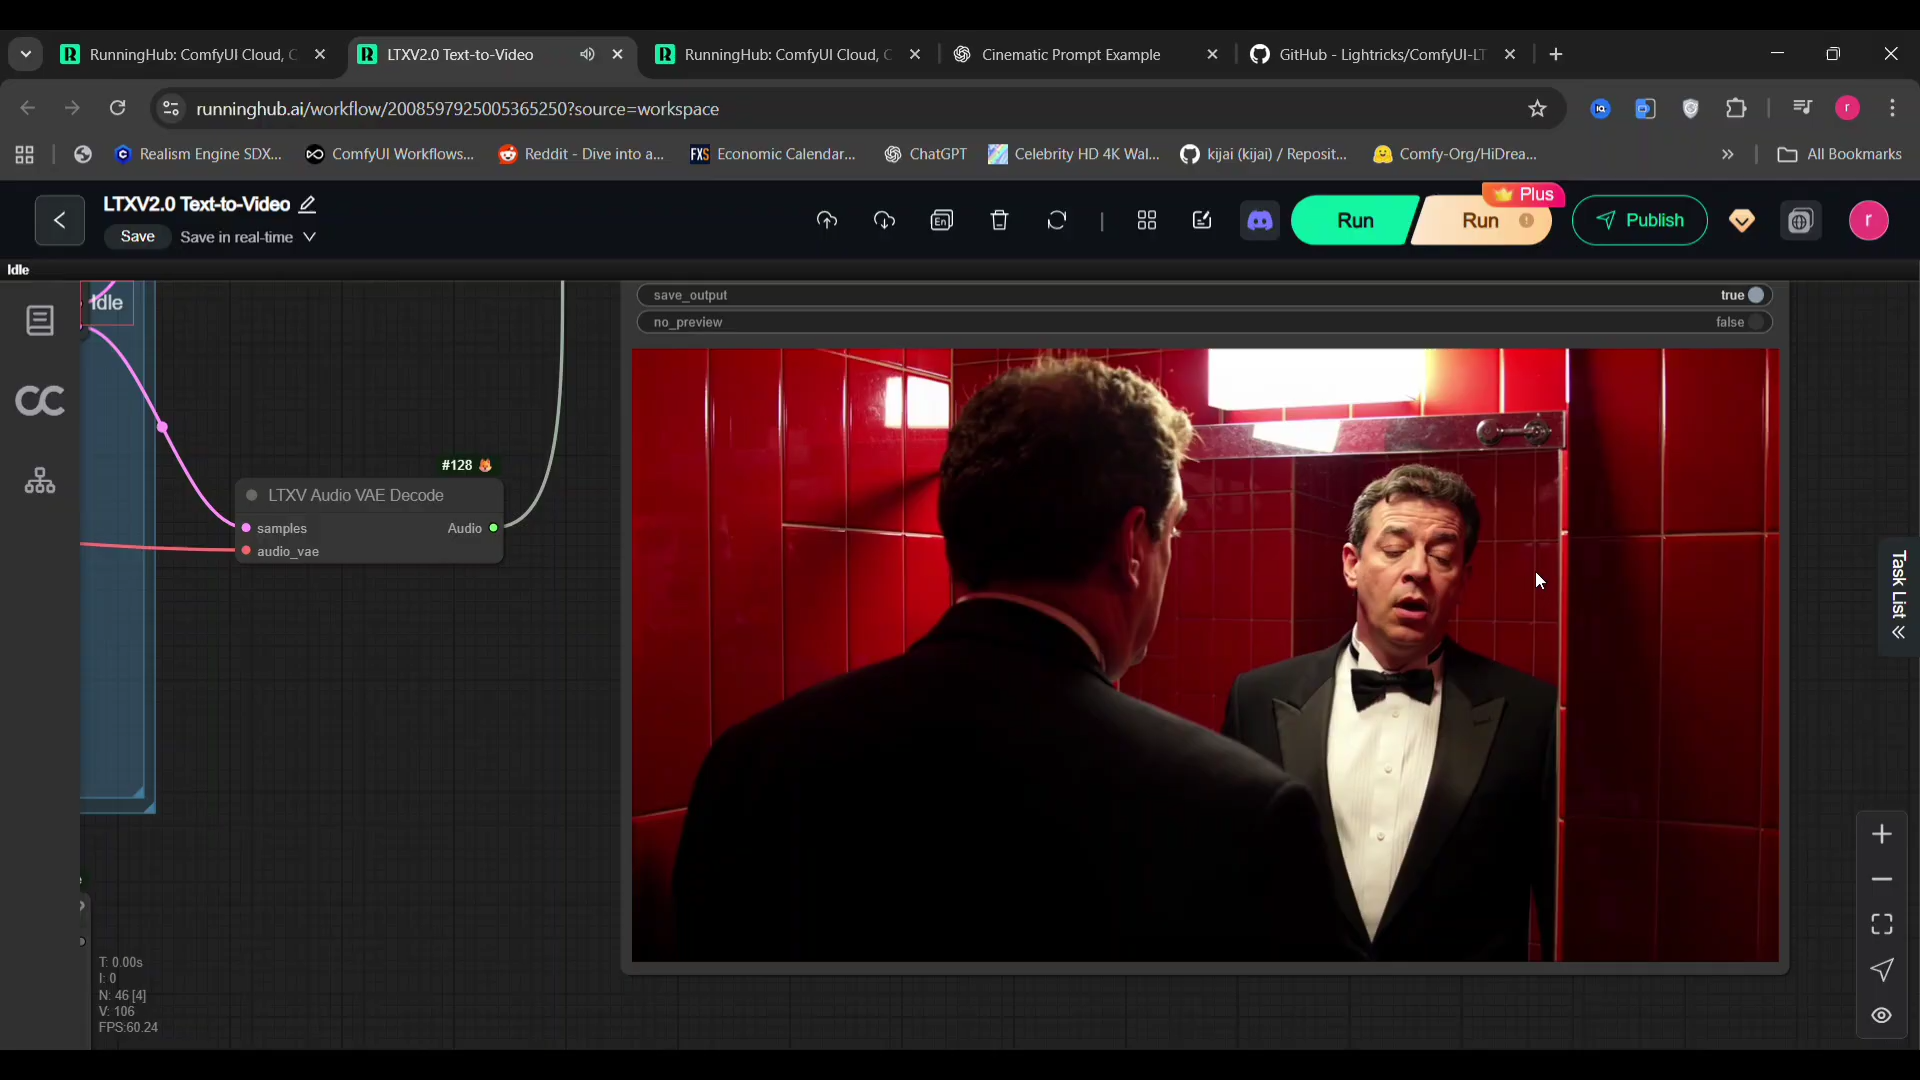 RunningHub: ComfyUI Cloud, C
LTXV2.0 Text-to-Video
RunningHub: ComfyUI Cloud, C
Cinematic Prompt Example
GitHub - Lightricks/ComfyUI-LT
runninghub.ai/workflow/2008597925005365250?source=workspace
r
Realism Engine SDX...
ComfyUI Workflows...
Reddit - Dive into a...
FXS
Economic Calendar...
ChatGPT
Celebrity HD 4K Wal...
kijai (kijai) / Reposit...
Comfy-Org/HiDrea...
All Bookmarks
LTXV2.0 Text-to-Video
Save
Save in real-time
En
Run
Run
Plus
Publish
r
Idle
Idle
save_output
true
no_preview
false
#128
LTXV Audio VAE Decode
samples
Audio
audio_vae
Task List
T: 0.00s
I: 0
N: 46 [4]
V: 106
FPS:60.24